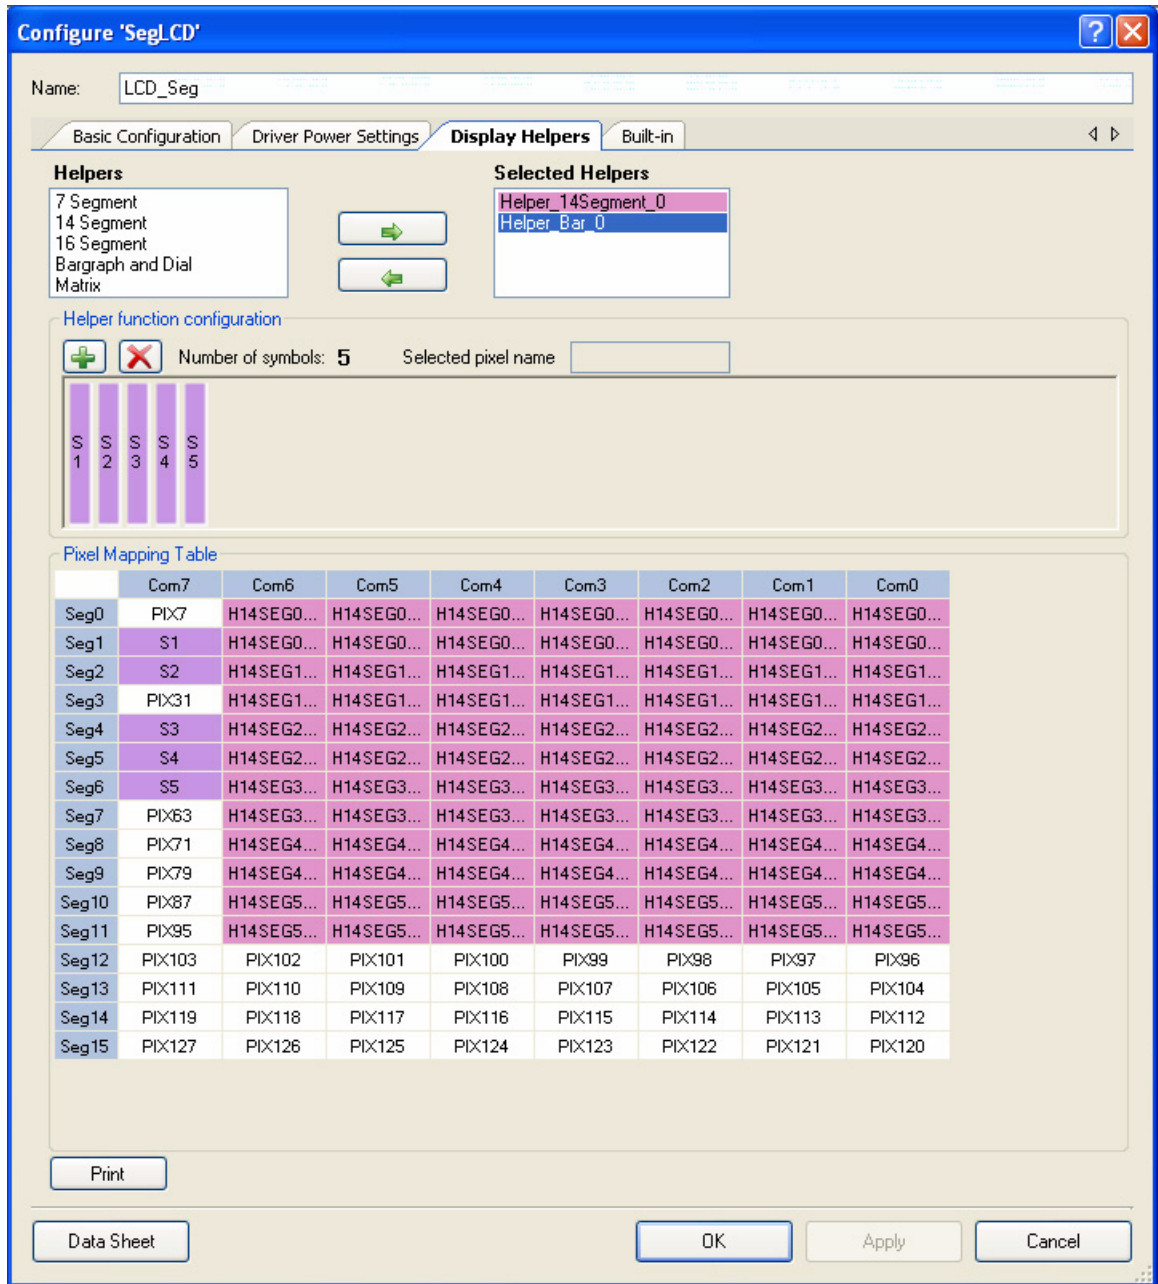 Configure 'SegLCD'
Name: LCD_Seg
Basic Configuration Driver Power Settings Display Helpers Built-in
Helpers Selected Helpers
7 Segment
14 Segment
16 Segment
Bargraph and Dial
Matrix
Helper_14Segment_0
Helper_Bar_0
Helper function configuration
Number of symbols: 5 Selected pixel name
S S S S S
1 2 3 4 5
Pixel Mapping Table
Com7 Com6 Com5 Com4 Com3 Com2 Com1 Com0
Seg0 PIX7 H14SEG0... H14SEG0... H14SEG0... H14SEG0... H14SEG0... H14SEG0... H14SEG0...
Seg1 S1 H14SEG0... H14SEG0... H14SEG0... H14SEG0... H14SEG0... H14SEG0... H14SEG0...
Seg2 S2 H14SEG1... H14SEG1... H14SEG1... H14SEG1... H14SEG1... H14SEG1... H14SEG1...
Seg3 PIX31 H14SEG1... H14SEG1... H14SEG1... H14SEG1... H14SEG1... H14SEG1... H14SEG1...
Seg4 S3 H14SEG2... H14SEG2... H14SEG2... H14SEG2... H14SEG2... H14SEG2... H14SEG2...
Seg5 S4 H14SEG2... H14SEG2... H14SEG2... H14SEG2... H14SEG2... H14SEG2... H14SEG2...
Seg6 S5 H14SEG3... H14SEG3... H14SEG3... H14SEG3... H14SEG3... H14SEG3... H14SEG3...
Seg7 PIX63 H14SEG3... H14SEG3... H14SEG3... H14SEG3... H14SEG3... H14SEG3... H14SEG3...
Seg8 PIX71 H14SEG4... H14SEG4... H14SEG4... H14SEG4... H14SEG4... H14SEG4... H14SEG4...
Seg9 PIX79 H14SEG4... H14SEG4... H14SEG4... H14SEG4... H14SEG4... H14SEG4... H14SEG4...
Seg10 PIX87 H14SEG5... H14SEG5... H14SEG5... H14SEG5... H14SEG5... H14SEG5... H14SEG5...
Seg11 PIX95 H14SEG5... H14SEG5... H14SEG5... H14SEG5... H14SEG5... H14SEG5... H14SEG5...
Seg12 PIX103 PIX102 PIX101 PIX100 PIX99 PIX98 PIX97 PIX96
Seg13 PIX111 PIX110 PIX109 PIX108 PIX107 PIX106 PIX105 PIX104
Seg14 PIX119 PIX118 PIX117 PIX116 PIX115 PIX114 PIX113 PIX112
Seg15 PIX127 PIX126 PIX125 PIX124 PIX123 PIX122 PIX121 PIX120
Print
Data Sheet OK Apply Cancel